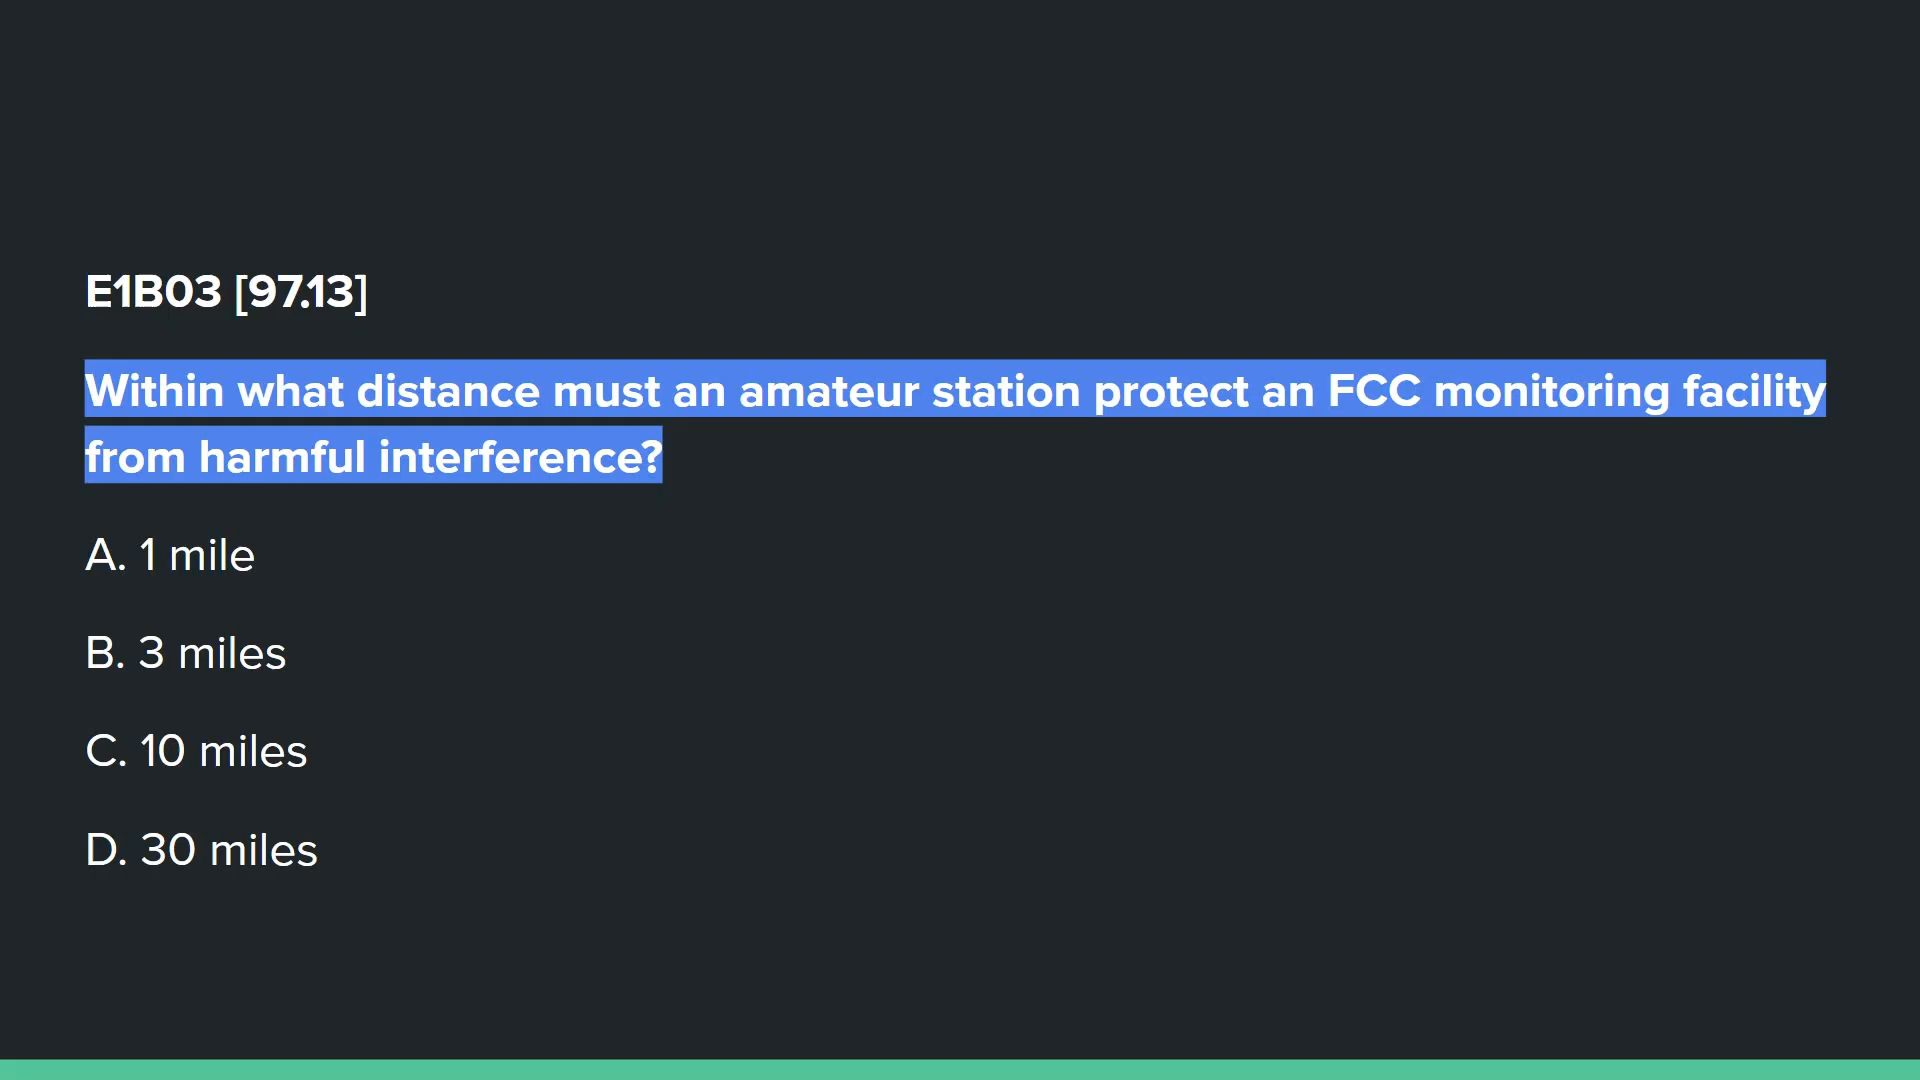 E1B03 [97.13]
Within what distance must an amateur station protect an FCC monitoring facility
from harmful interference?
A. 1 mile
B. 3 miles
C. 10 miles
D. 30 miles